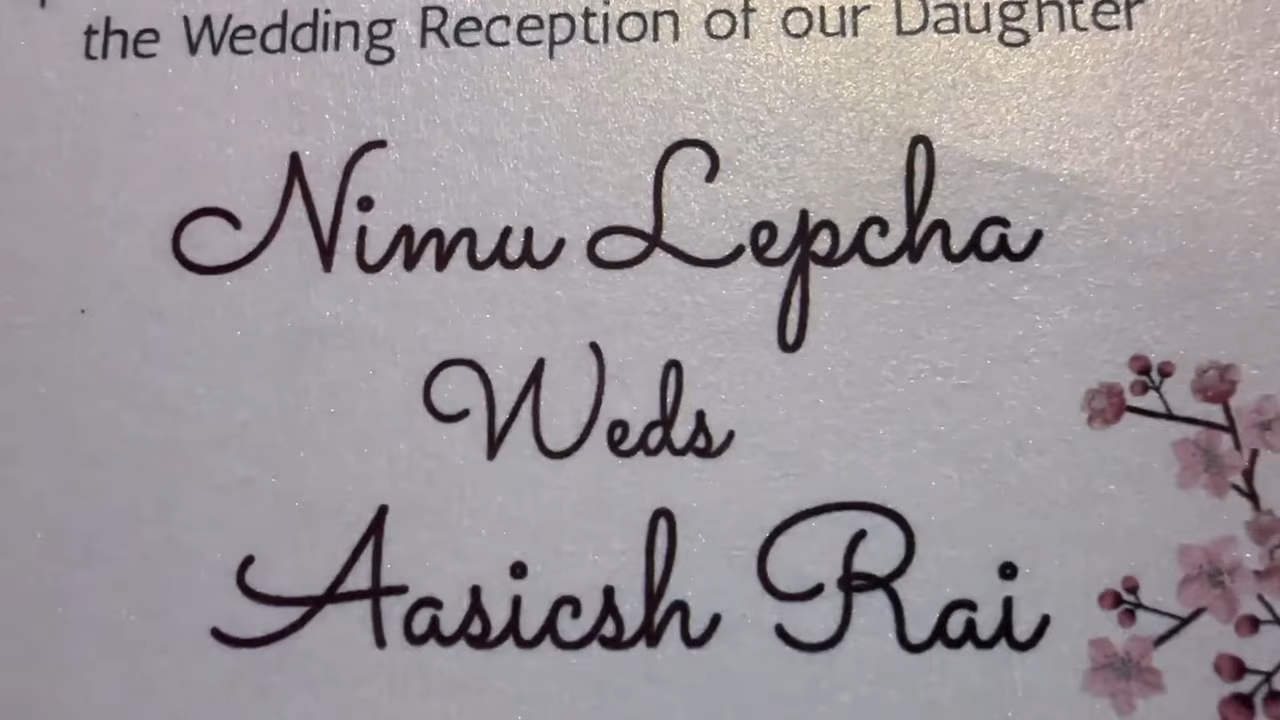 the Wedding Reception of our Daughter
Nimu Lepcha
Weds
Aasicsh Rai